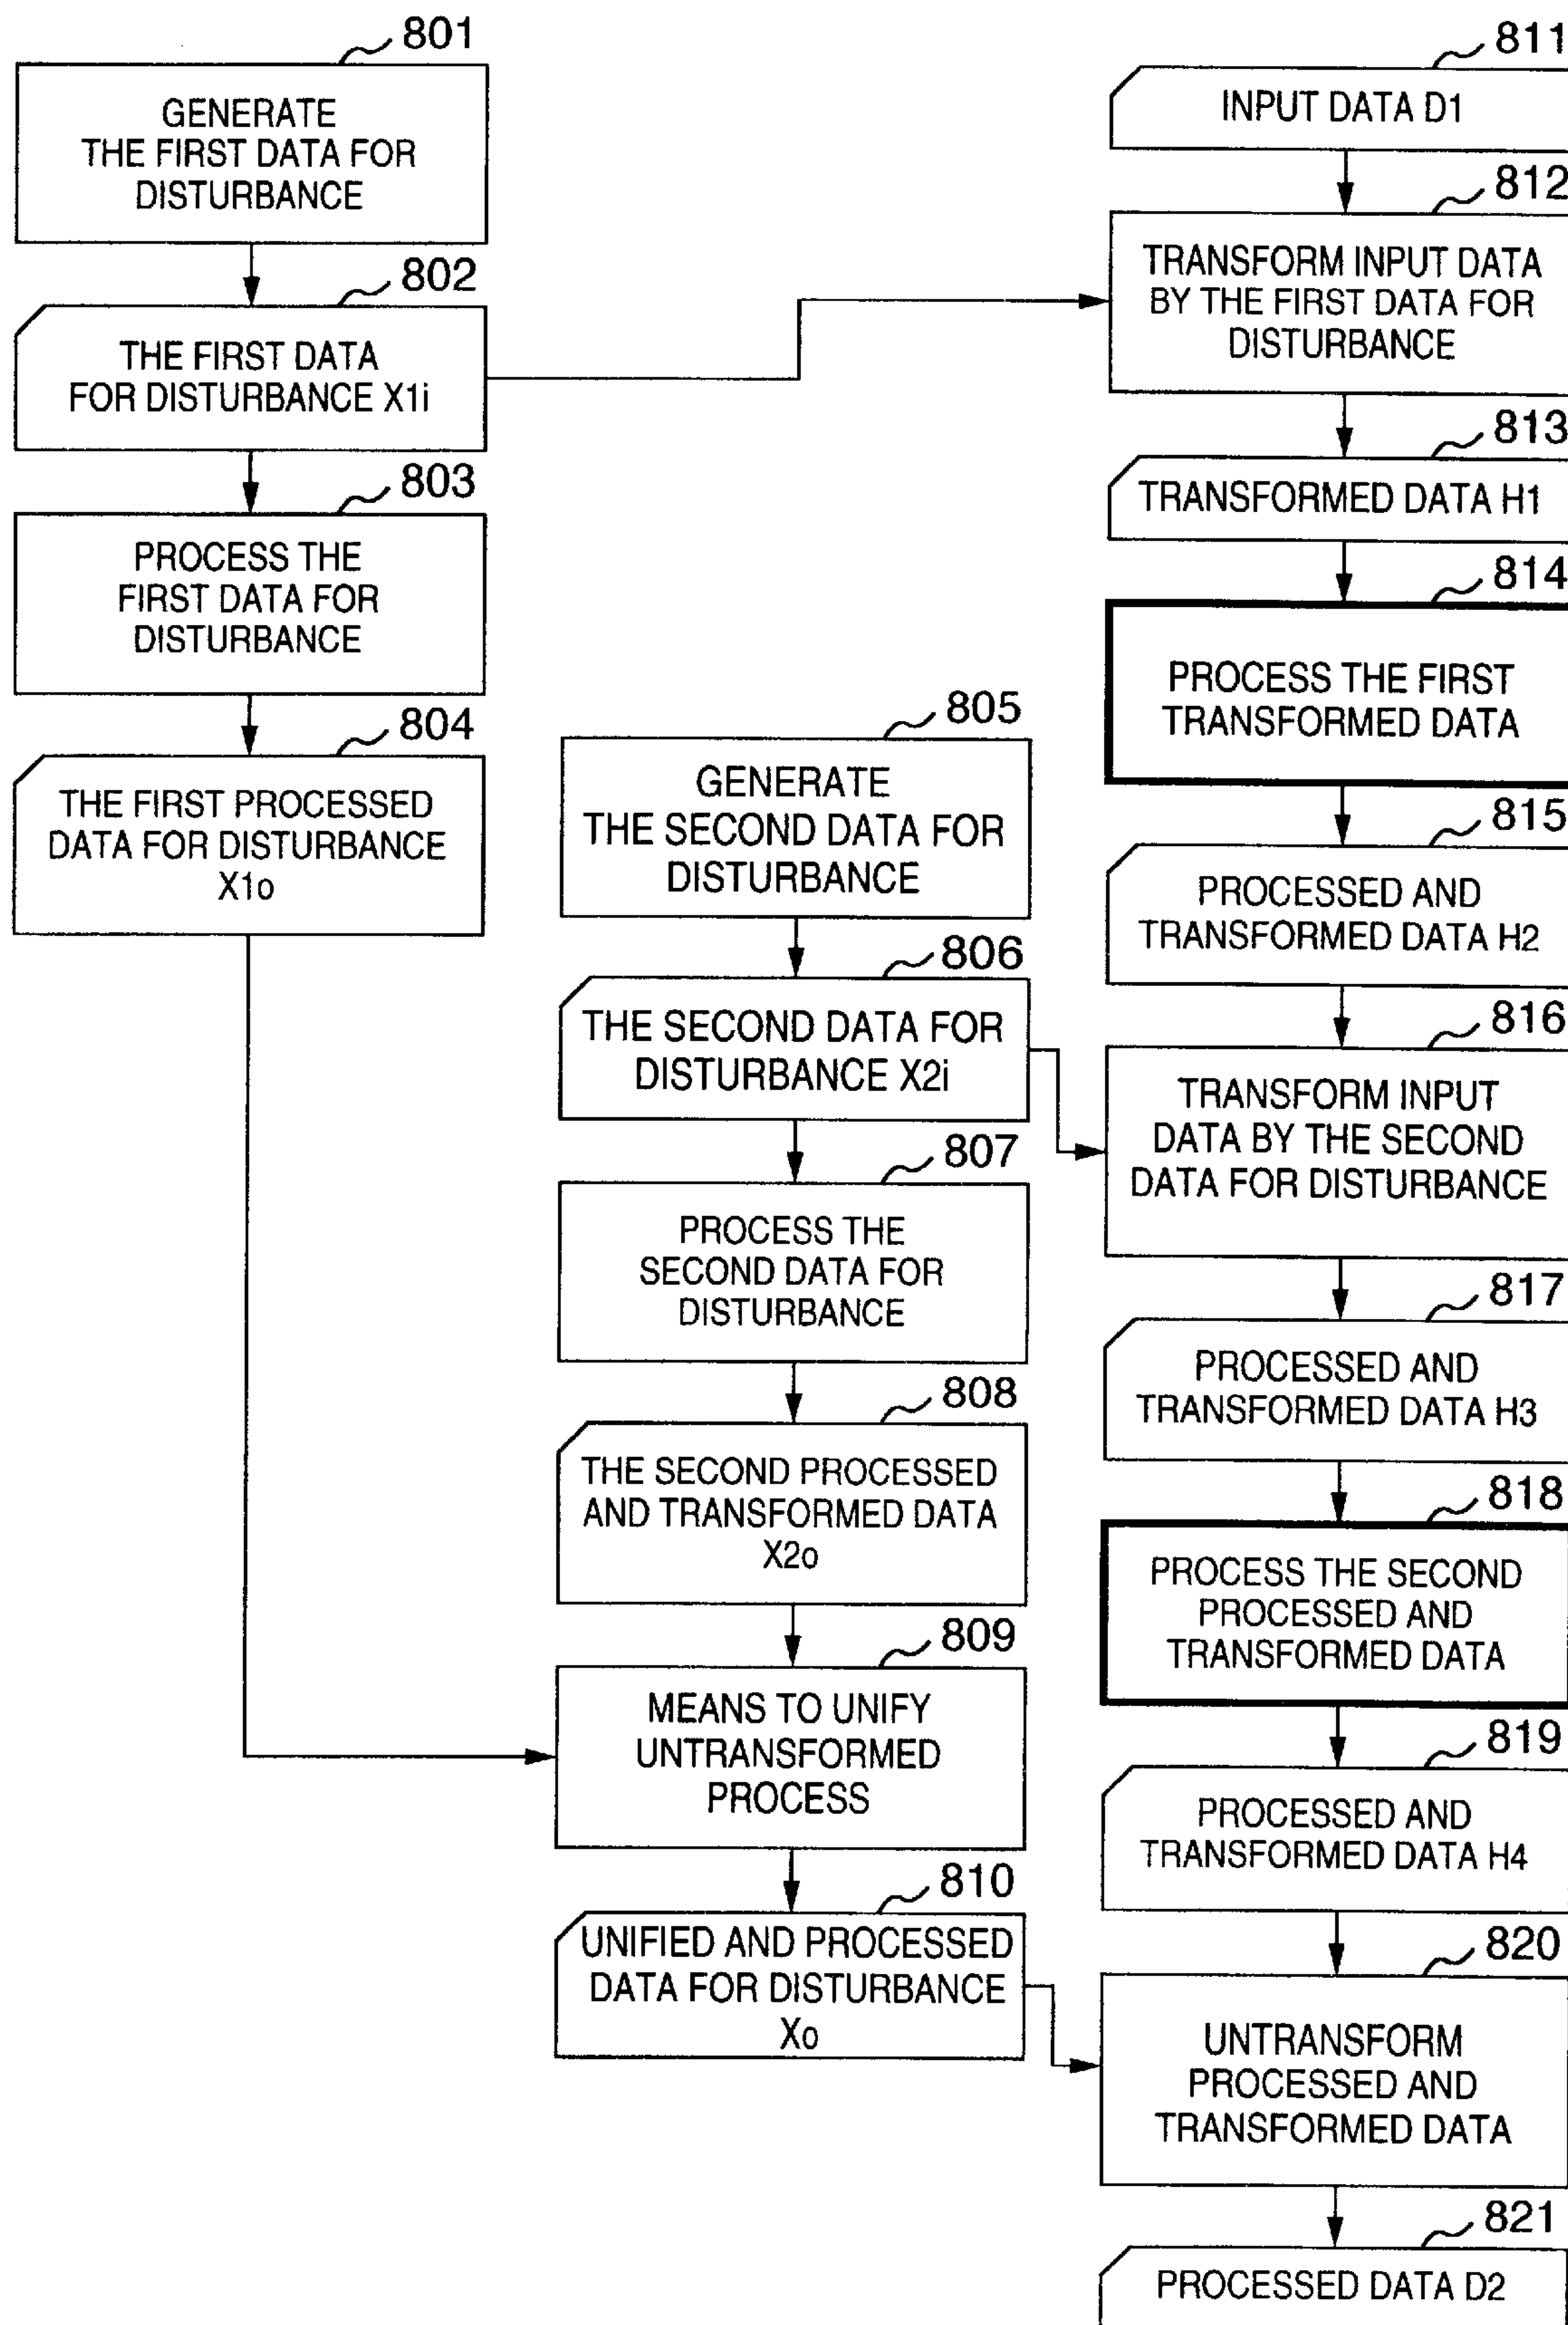 801
GENERATE
THE FIRST DATA FOR
DISTURBANCE
802
THE FIRST DATA
FOR DISTURBANCE X1i
803
PROCESS THE
FIRST DATA FOR
DISTURBANCE
804
THE FIRST PROCESSED
DATA FOR DISTURBANCE
X1o
805
GENERATE
THE SECOND DATA FOR
DISTURBANCE
806
THE SECOND DATA FOR
DISTURBANCE X2i
807
PROCESS THE
SECOND DATA FOR
DISTURBANCE
808
THE SECOND PROCESSED
AND TRANSFORMED DATA
X2o
809
MEANS TO UNIFY
UNTRANSFORMED
PROCESS
810
UNIFIED AND PROCESSED
DATA FOR DISTURBANCE
Xo
811
INPUT DATA D1
812
TRANSFORM INPUT DATA
BY THE FIRST DATA FOR
DISTURBANCE
813
TRANSFORMED DATA H1
814
PROCESS THE FIRST
TRANSFORMED DATA
815
PROCESSED AND
TRANSFORMED DATA H2
816
TRANSFORM INPUT
DATA BY THE SECOND
DATA FOR DISTURBANCE
817
PROCESSED AND
TRANSFORMED DATA H3
818
PROCESS THE SECOND
PROCESSED AND
TRANSFORMED DATA
819
PROCESSED AND
TRANSFORMED DATA H4
820
UNTRANSFORM
PROCESSED AND
TRANSFORMED DATA
821
PROCESSED DATA D2